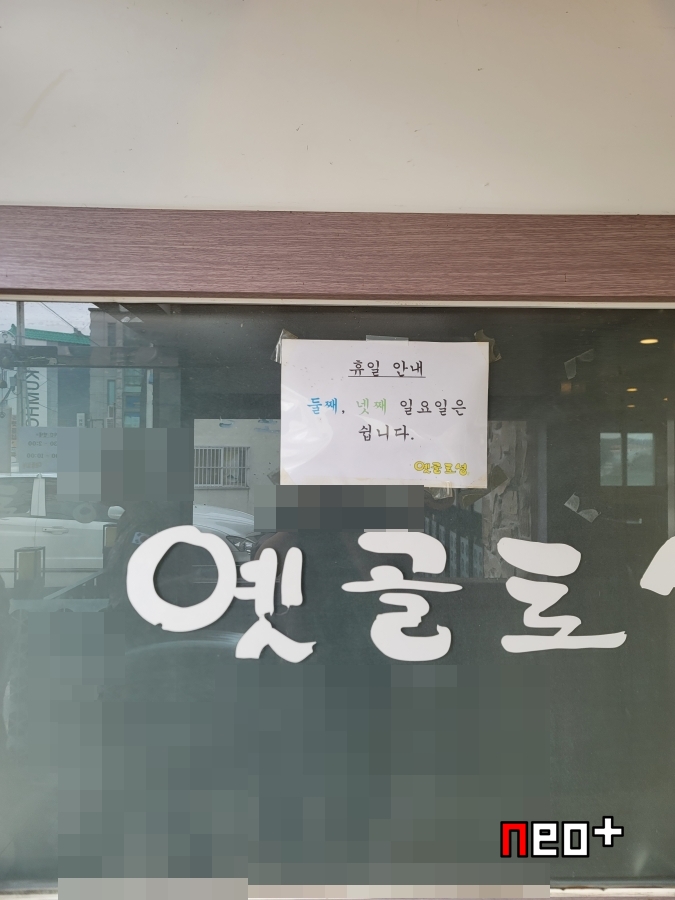 휴일 안내
둘째, 넷째 일요일은
쉽니다.
옛골토성
KUMHO
옛골토
neo+